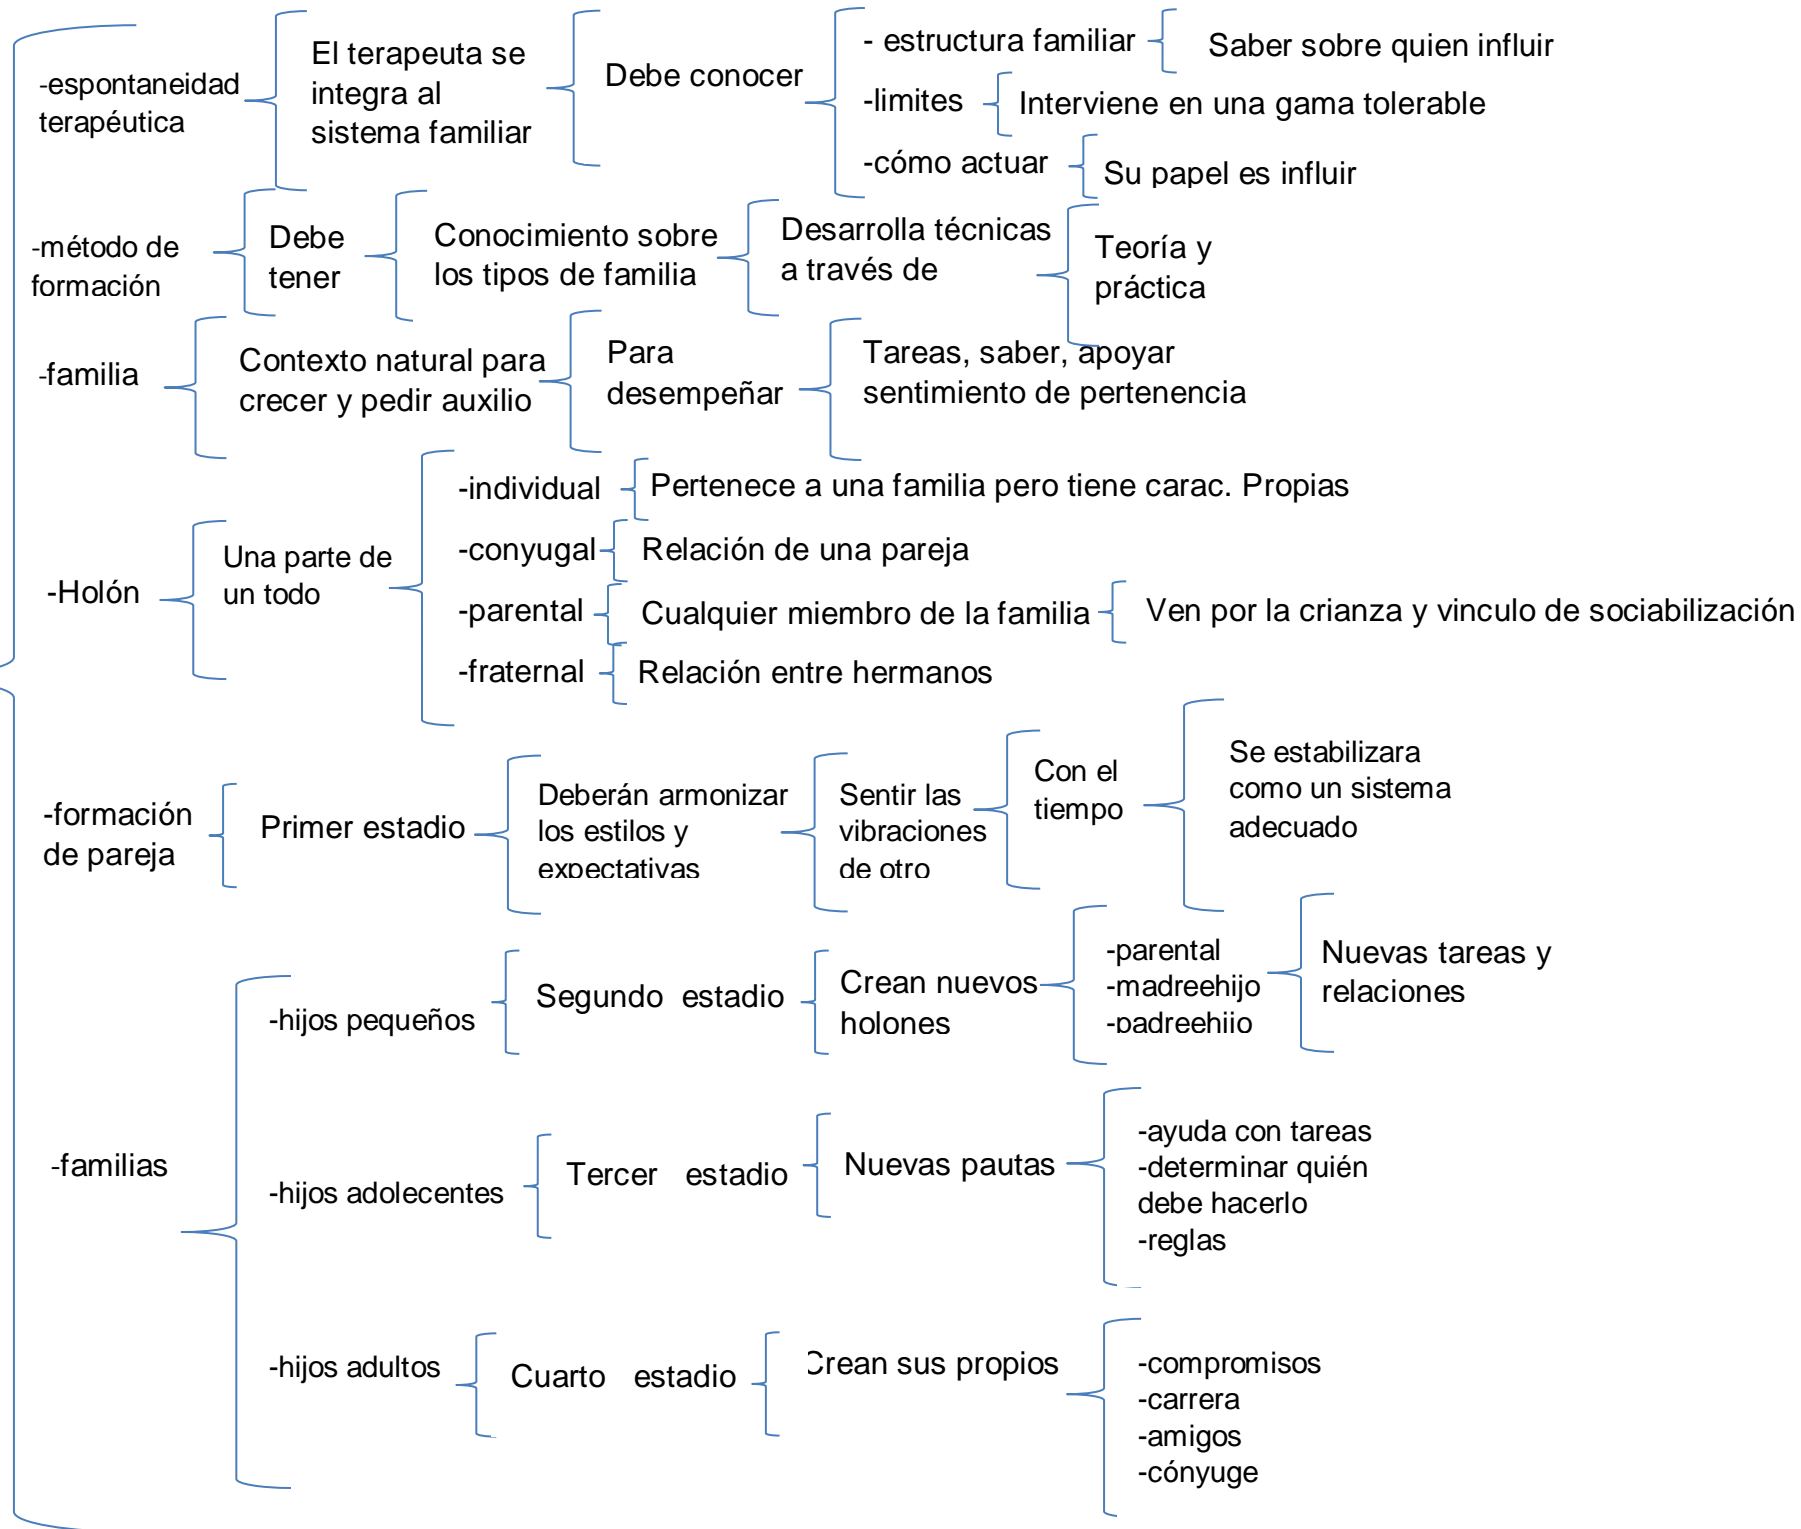 -espontaneidad
terapéutica
El terapeuta se
integra al
sistema familiar
Debe conocer
- estructura familiar
Saber sobre quien influir
-limites
Interviene en una gama tolerable
-cómo actuar
Su papel es influir
-método de
formación
Debe
tener
Conocimiento sobre
los tipos de familia
Desarrolla técnicas
a través de
Teoría y
práctica
-familia
Contexto natural para
crecer y pedir auxilio
Para
desempeñar
Tareas, saber, apoyar
sentimiento de pertenencia
-Holón
Una parte de
un todo
-individual
Pertenece a una familia pero tiene carac. Propias
-conyugal
Relación de una pareja
-parental
Cualquier miembro de la familia
Ven por la crianza y vinculo de sociabilización
-fraternal
Relación entre hermanos
-formación
de pareja
Primer estadio
Deberán armonizar
los estilos y
expectativas
Sentir las
vibraciones
de otro
Con el
tiempo
Se estabilizara
como un sistema
adecuado
-familias
-hijos pequeños
Segundo estadio
Crean nuevos
holones
-parental
-madreehijo
-padreehijo
Nuevas tareas y
relaciones
-hijos adolecentes
Tercer estadio
Nuevas pautas
-ayuda con tareas
-determinar quién
debe hacerlo
-reglas
-hijos adultos
Cuarto estadio
Crean sus propios
-compromisos
-carrera
-amigos
-cónyuge